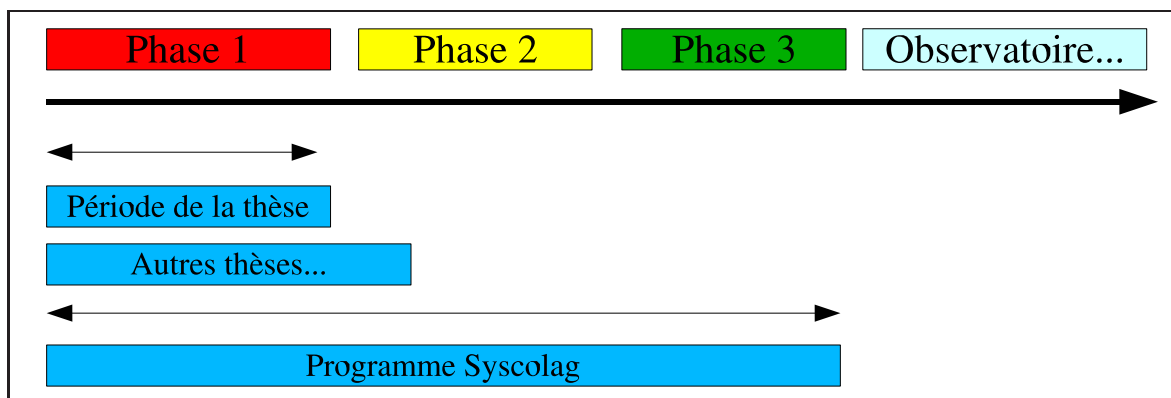 Phase 1 Phase 2 Phase 3 Observatoire...
Période de la thèse
Autres thèses...
Programme Syscolag